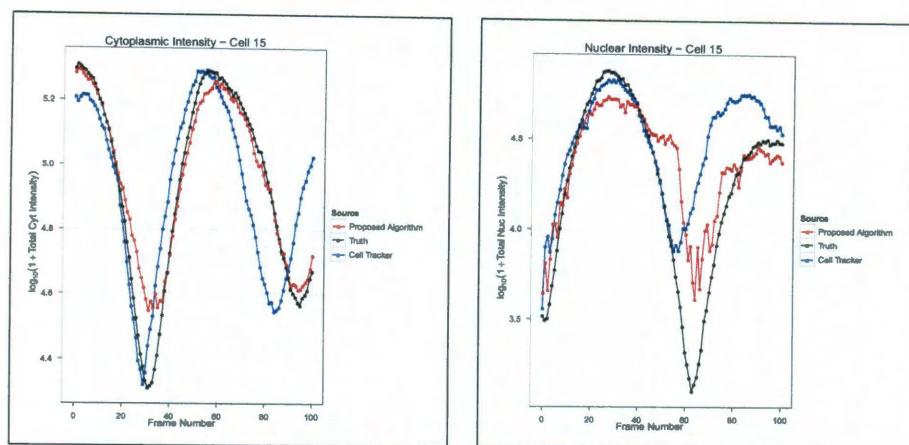 Cytoplasmic Intensity – Cell 15
5.2
5.0
4.8
4.6
4.4
log₁₀(1+Total Cyt Intensity)
0 20 40 60 80 100
Frame Number
Source
Proposed Algorithm
Truth
Cell Tracker
Nuclear Intensity – Cell 15
4.5
4.0
3.5
log₁₀(1+Total Nuc Intensity)
0 20 40 60 80 100
Frame Number
Source
Proposed Algorithm
Truth
Cell Tracker